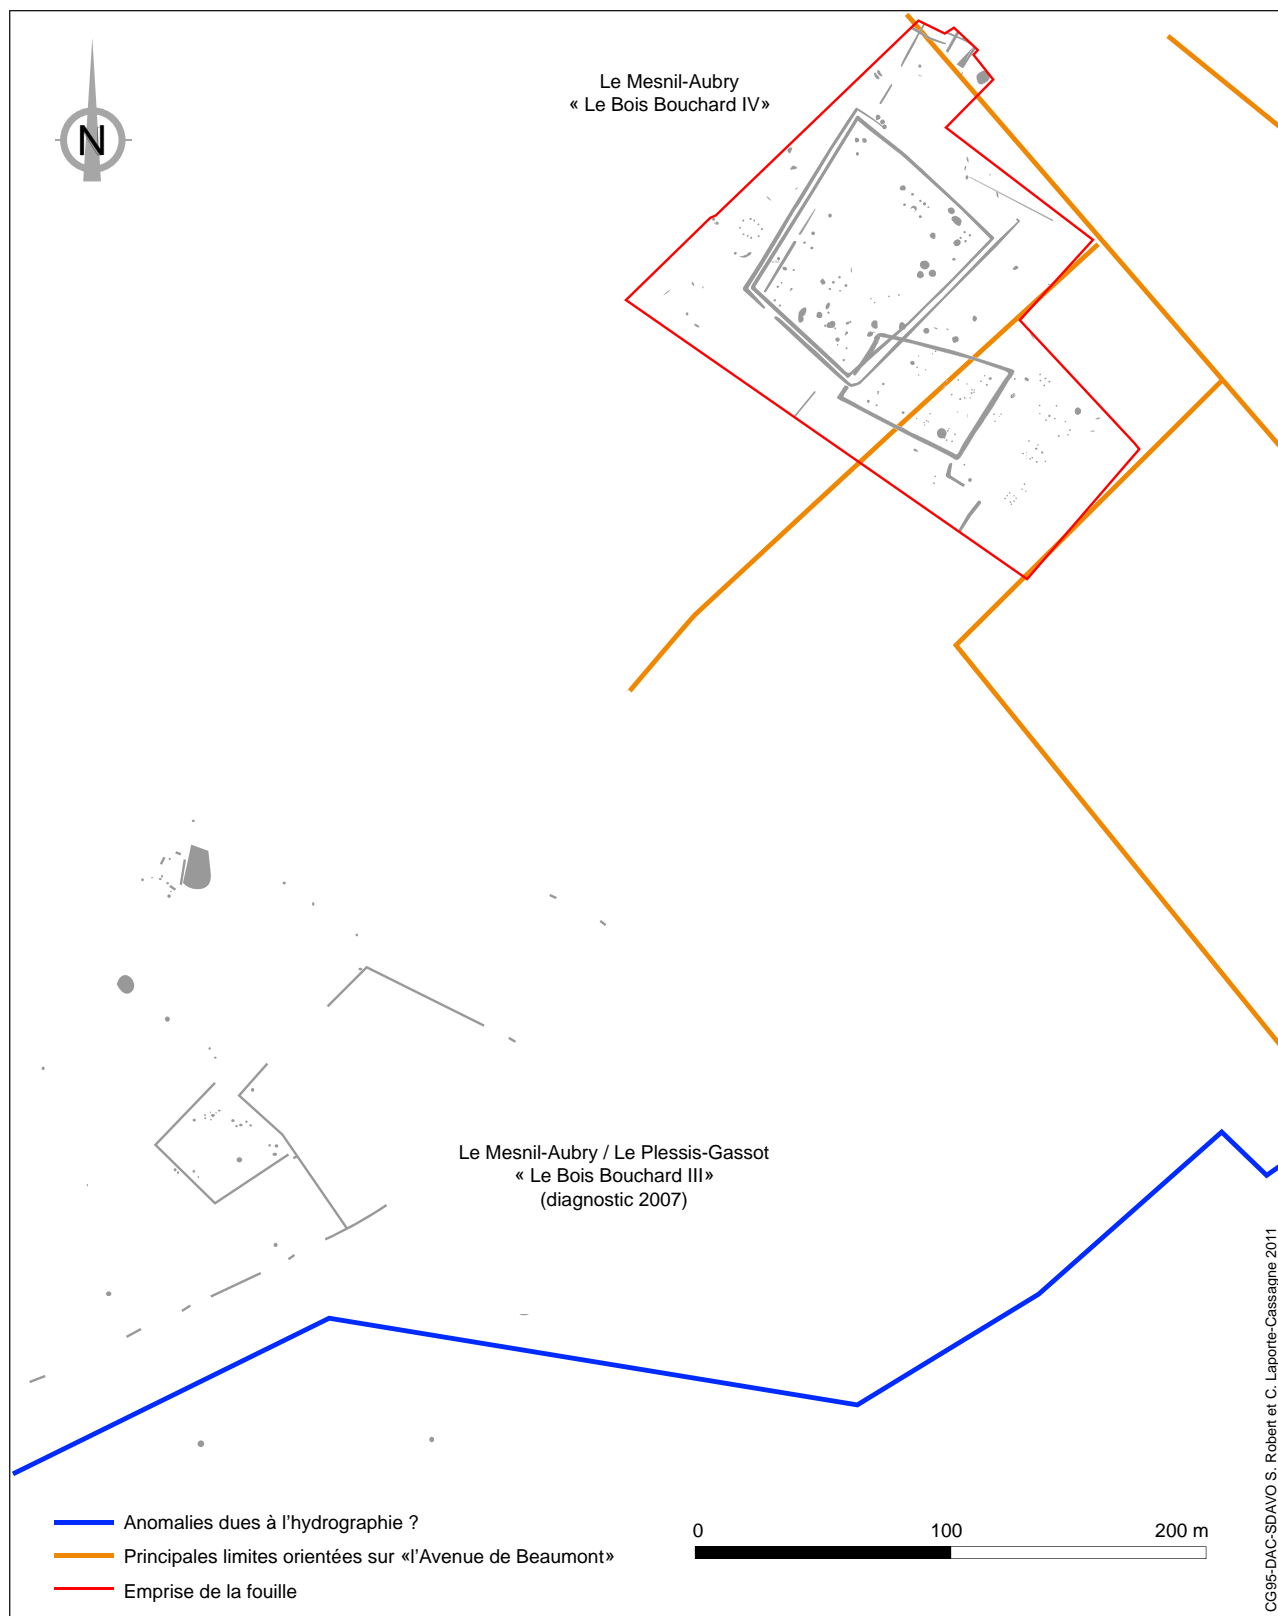 Le Mesnil-Aubry
« Le Bois Bouchard IV»
N
Le Mesnil-Aubry / Le Plessis-Gassot
« Le Bois Bouchard III»
(diagnostic 2007)
Anomalies dues à l'hydrographie ?
Principales limites orientées sur «l'Avenue de Beaumont»
Emprise de la fouille
0 100 200 m
CG95-DAC-SDAVO S. Robert et C. Laporte-Cassagne 2011